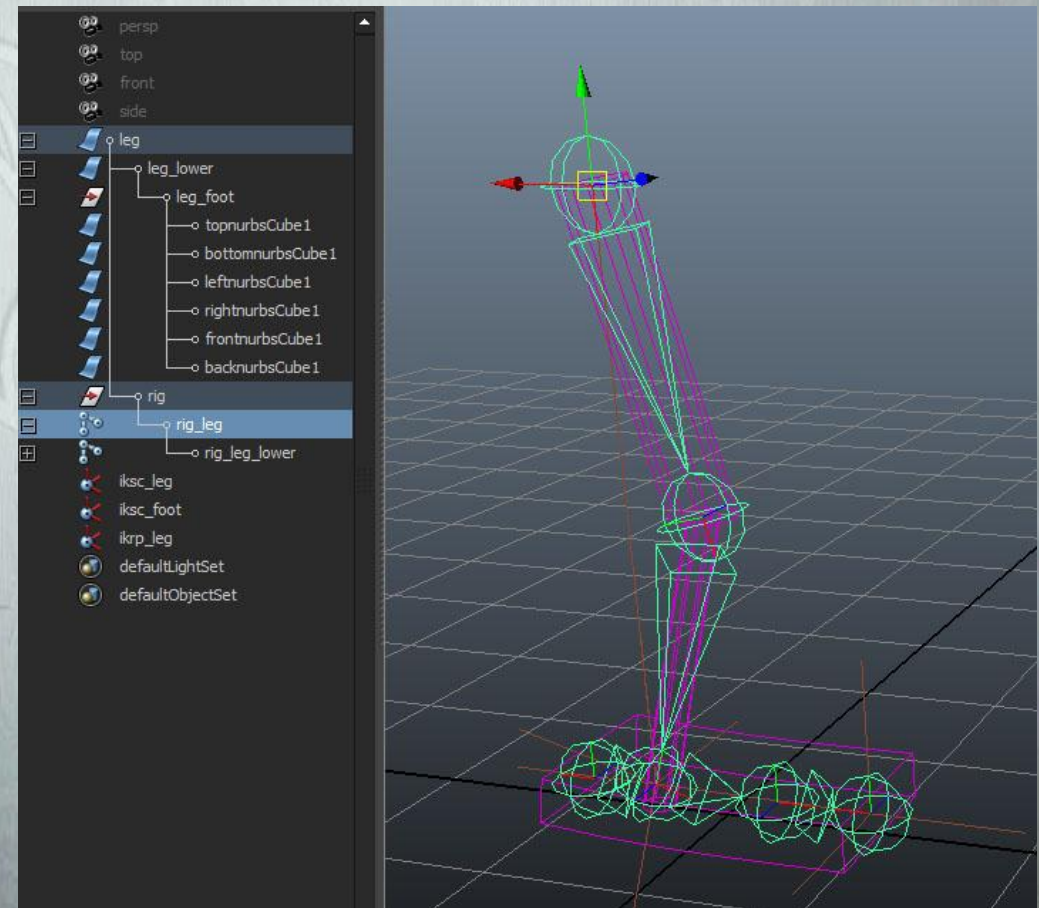 persp
top
front
side
leg
leg_lower
leg_foot
topnurbsCube1
bottomnurbsCube1
leftnurbsCube1
rightnurbsCube1
frontnurbsCube1
backnurbsCube1
rig
rig_leg
rig_leg_lower
iksc_leg
iksc_foot
ikrp_leg
defaultLightSet
defaultObjectSet